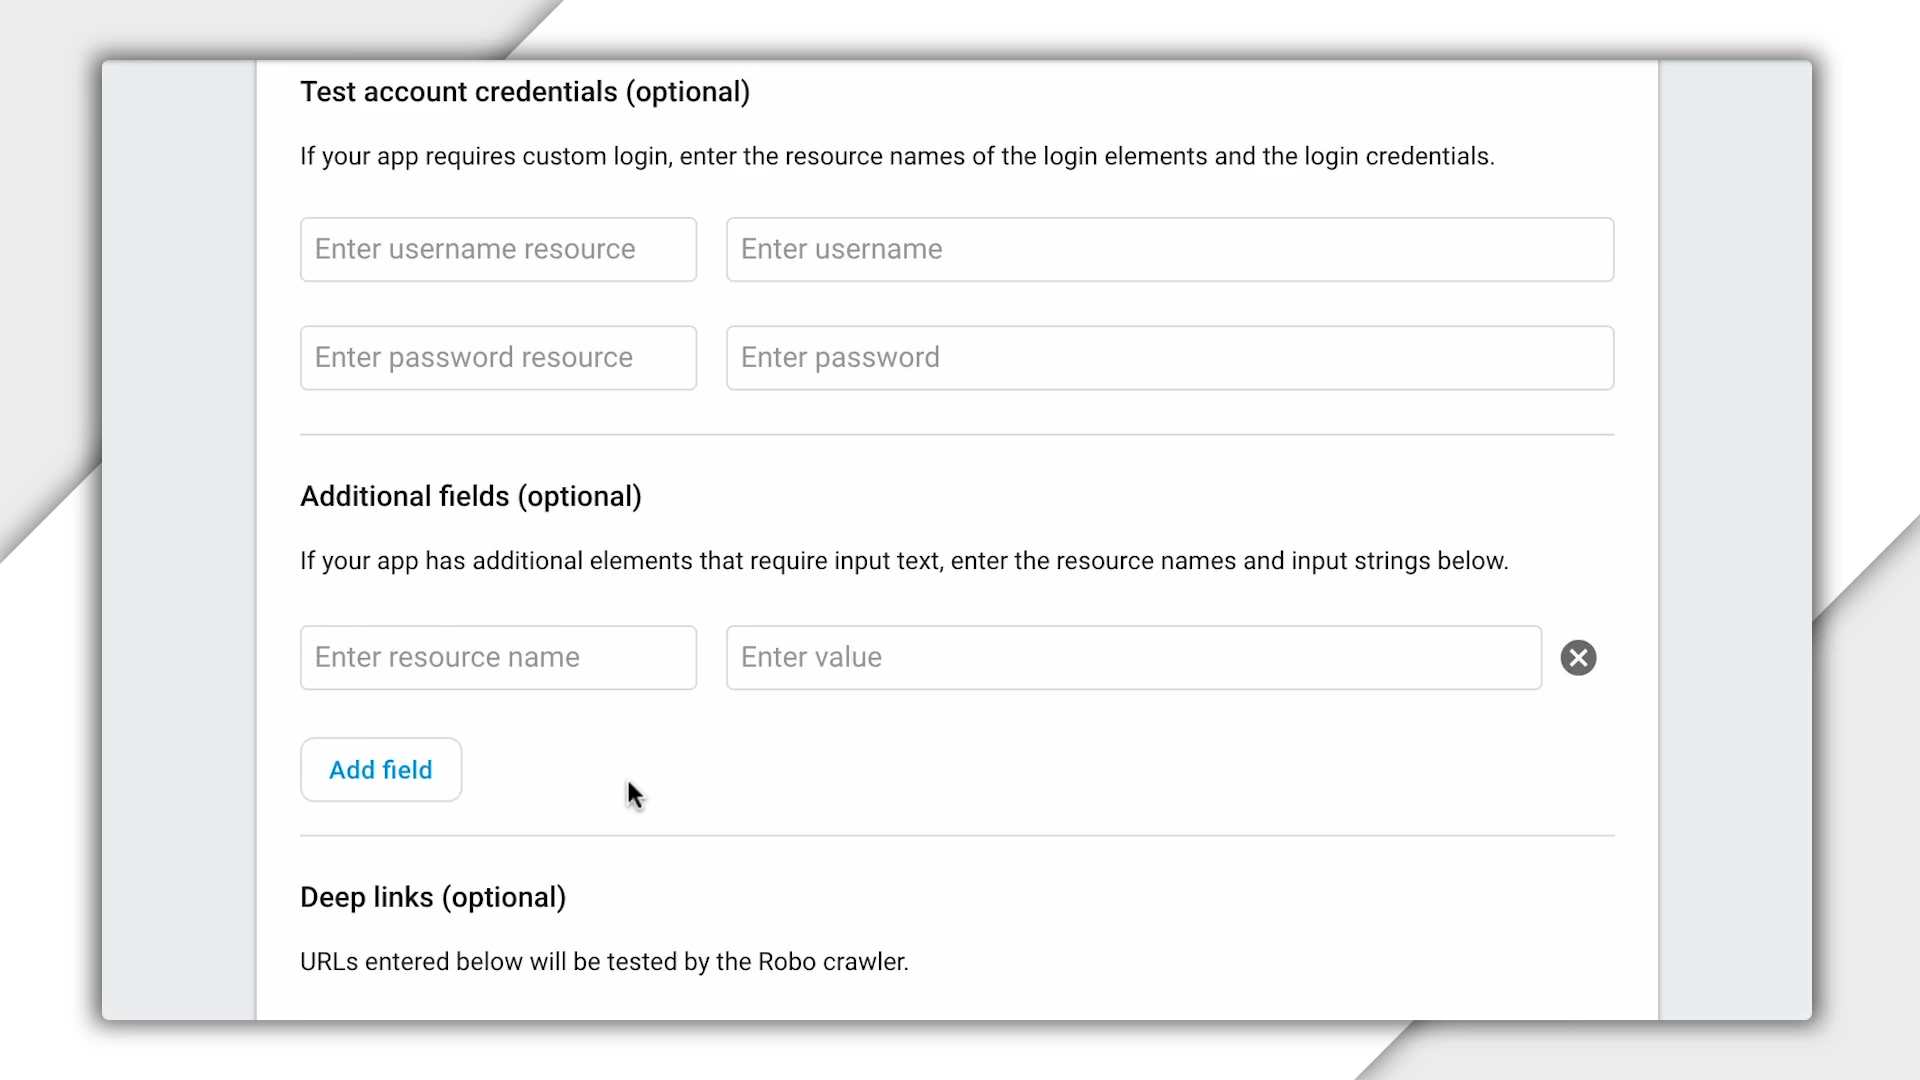 Test account credentials (optional)
If your app requires custom login, enter the resource names of the login elements and the login credentials.
Enter username resource
Enter username
Enter password resource
Enter password
Additional fields (optional)
If your app has additional elements that require input text, enter the resource names and input strings below.
Enter resource name
Enter value
Add field
Deep links (optional)
URLs entered below will be tested by the Robo crawler.